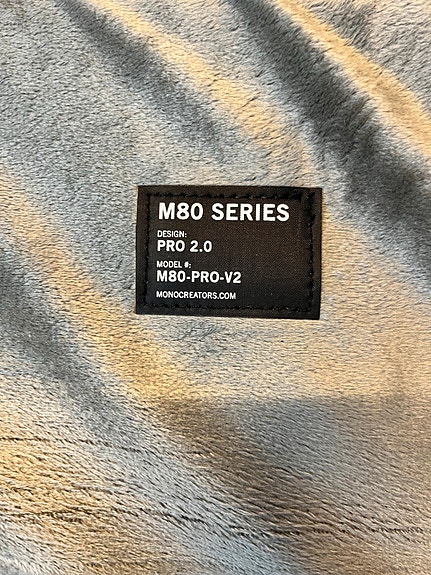 M80 SERIES
DESIGN:
PRO 2.0
MODEL #:
M80-PRO-V2
MONOCREATORS.COM